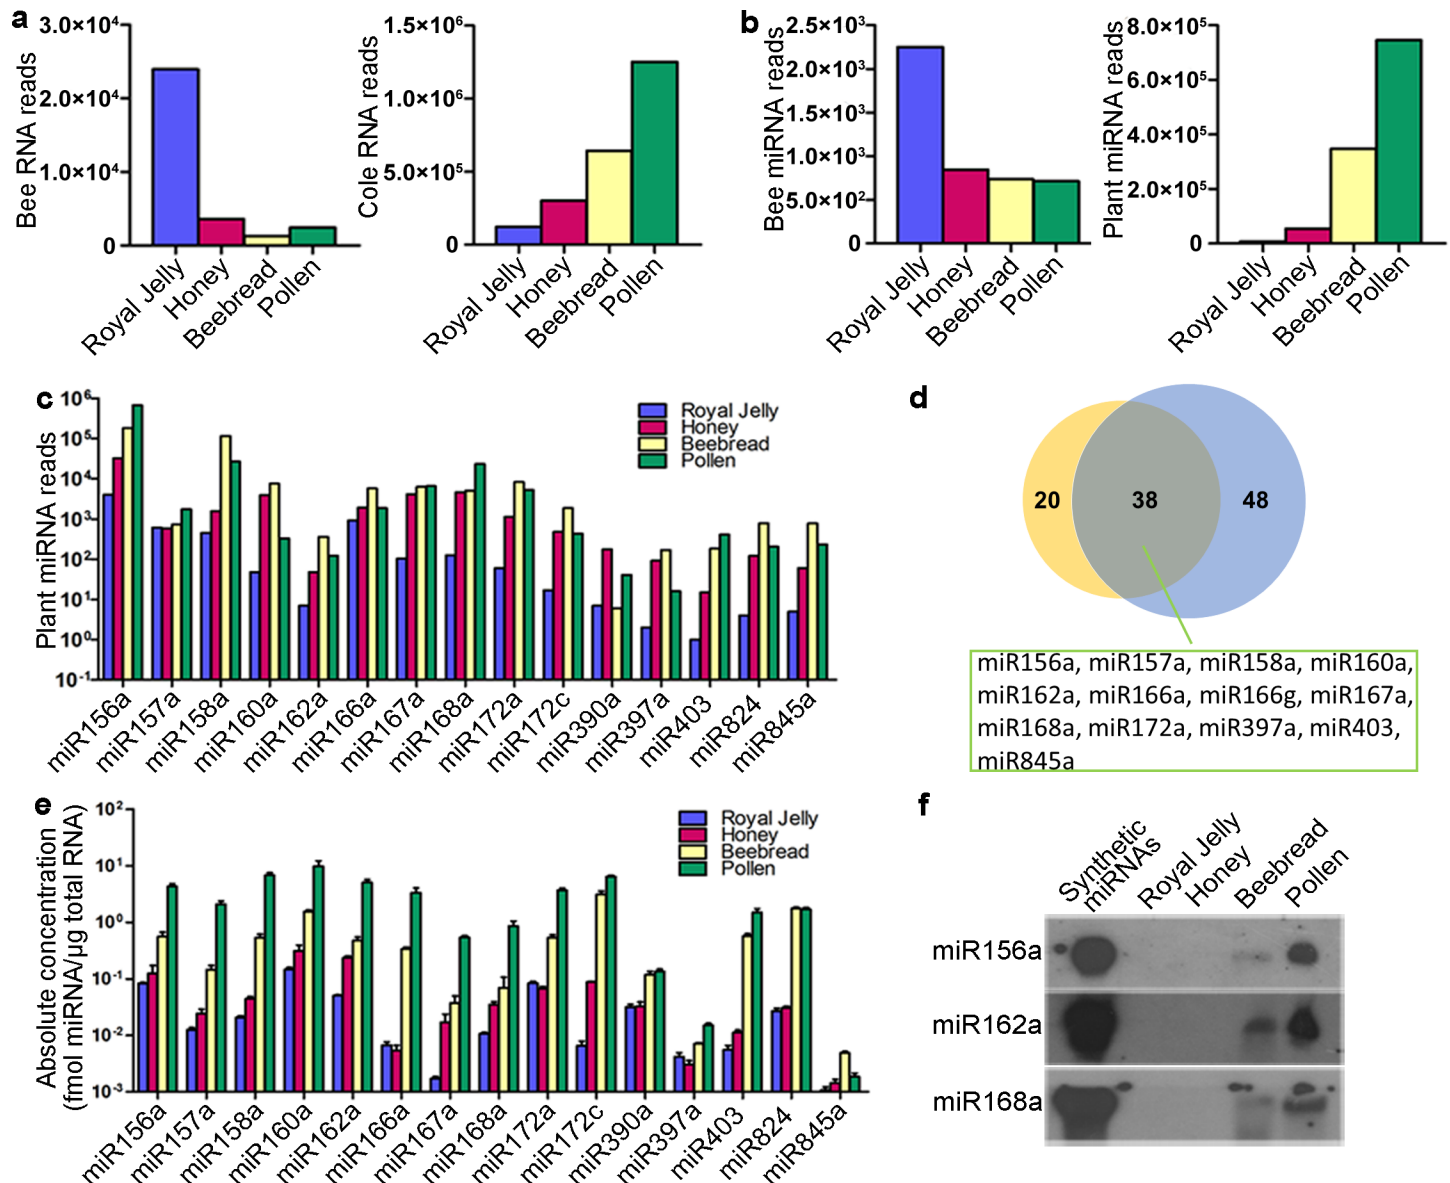 a
Bee RNA reads
3.0×10⁴
2.0×10⁴
1.0×10⁴
0
Royal Jelly
Honey
Beebread
Pollen
Cole RNA reads
1.5×10⁶
1.0×10⁶
5.0×10⁵
0
Royal Jelly
Honey
Beebread
Pollen
b
Bee miRNA reads
2.5×10³
2.0×10³
1.5×10³
1.0×10³
5.0×10²
0
Royal Jelly
Honey
Beebread
Pollen
Plant miRNA reads
8.0×10⁵
6.0×10⁵
4.0×10⁵
2.0×10⁵
0
Royal Jelly
Honey
Beebread
Pollen
c
Plant miRNA reads
10⁶
10⁵
10⁴
10³
10²
10¹
10⁰
10⁻¹
Royal Jelly
Honey
Beebread
Pollen
miR156a
miR157a
miR158a
miR160a
miR162a
miR166a
miR167a
miR168a
miR172a
miR172c
miR390a
miR397a
miR403
miR824
miR845a
d
20
38
48
miR156a, miR157a, miR158a, miR160a,
miR162a, miR166a, miR166g, miR167a,
miR168a, miR172a, miR397a, miR403,
miR845a
e
Absolute concentration
(fmol miRNA/µg total RNA)
10²
10¹
10⁰
10⁻¹
10⁻²
10⁻³
Royal Jelly
Honey
Beebread
Pollen
miR156a
miR157a
miR158a
miR160a
miR162a
miR166a
miR167a
miR168a
miR172a
miR172c
miR390a
miR397a
miR403
miR824
miR845a
f
Synthetic
miRNAs
Royal Jelly
Honey
Beebread
Pollen
miR156a
miR162a
miR168a